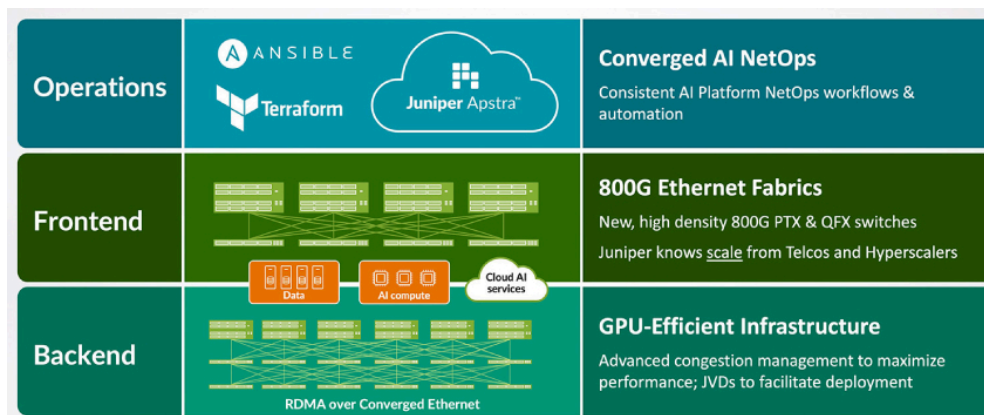 Operations
ANSIBLE
Terraform
Juniper Apstra™
Converged AI NetOps
Consistent AI Platform NetOps workflows &
automation
Frontend
800G Ethernet Fabrics
New, high density 800G PTX & QFX switches
Juniper knows scale from Telcos and Hyperscalers
Data
AI compute
Cloud AI
services
Backend
RDMA over Converged Ethernet
GPU-Efficient Infrastructure
Advanced congestion management to maximize
performance; JVDs to facilitate deployment